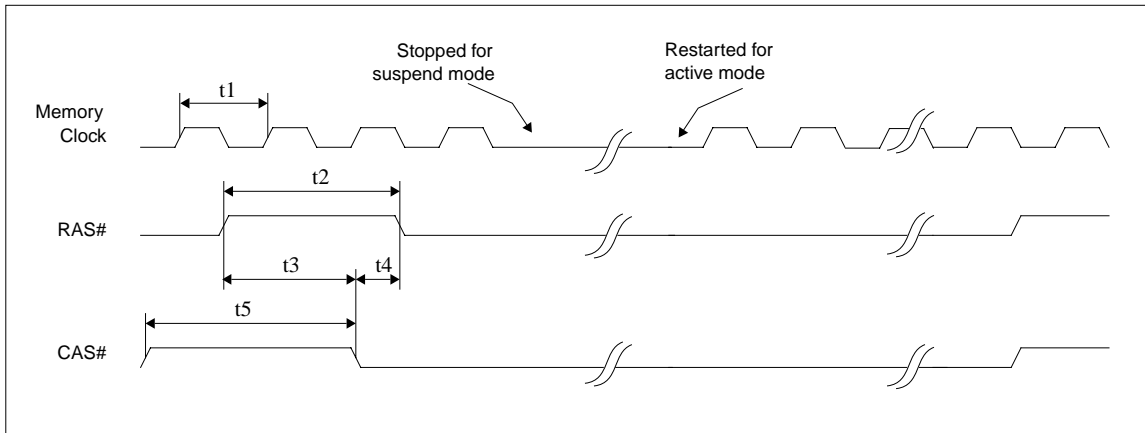 Stopped for
suspend mode
Restarted for
active mode
t1
Memory
Clock
t2
RAS#
t3
t4
t5
CAS#